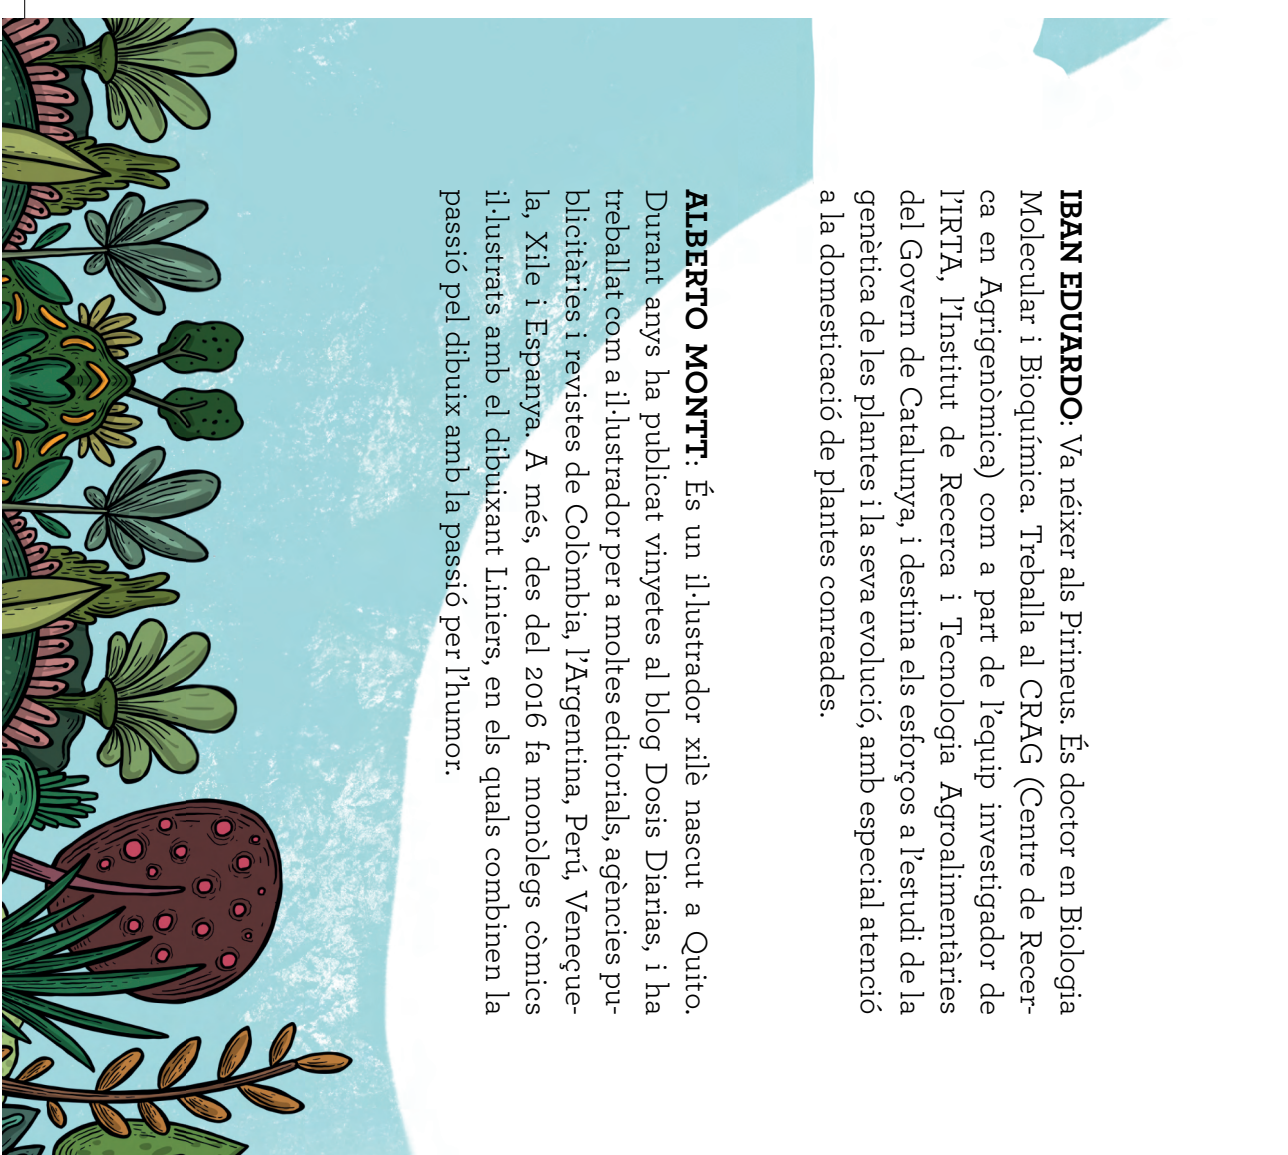 IBAN EDUARDO: Va néixer als Pirineus. És doctor en Biologia
Molecular i Bioquímica. Treballa al CRAG (Centre de Recer-
ca en Agrigenòmica) com a part de l’equip investigador de
l’IRTA, l’Institut de Recerca i Tecnologia Agroalimentàries
del Govern de Catalunya, i destina els esforços a l’estudi de la
genètica de les plantes i la seva evolució, amb especial atenció
a la domesticació de plantes conreades.
ALBERTO MONTT: És un il·lustrador xilè nascut a Quito.
Durant anys ha publicat vinyetes al blog Dosis Diarias, i ha
treballat com a il·lustrador per a moltes editorials, agències pu-
blicitàries i revistes de Colòmbia, l’Argentina, Perú, Veneçue-
la, Xile i Espanya. A més, des del 2016 fa monòlegs còmics
il·lustrats amb el dibuixant Liniers, en els quals combinen la
passió pel dibuix amb la passió per l’humor.